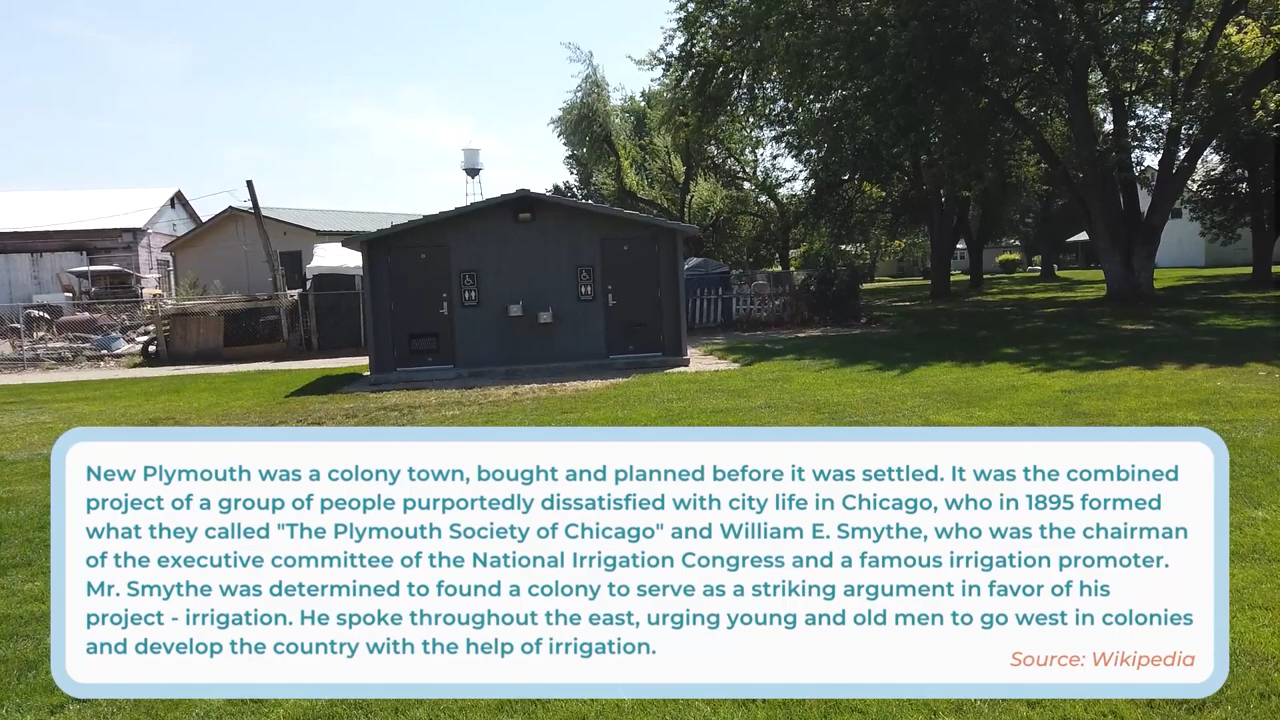 New Plymouth was a colony town, bought and planned before it was settled. It was the combined
project of a group of people purportedly dissatisfied with city life in Chicago, who in 1895 formed
what they called "The Plymouth Society of Chicago" and William E. Smythe, who was the chairman
of the executive committee of the National Irrigation Congress and a famous irrigation promoter.
Mr. Smythe was determined to found a colony to serve as a striking argument in favor of his
project - irrigation. He spoke throughout the east, urging young and old men to go west in colonies
and develop the country with the help of irrigation.
Source: Wikipedia